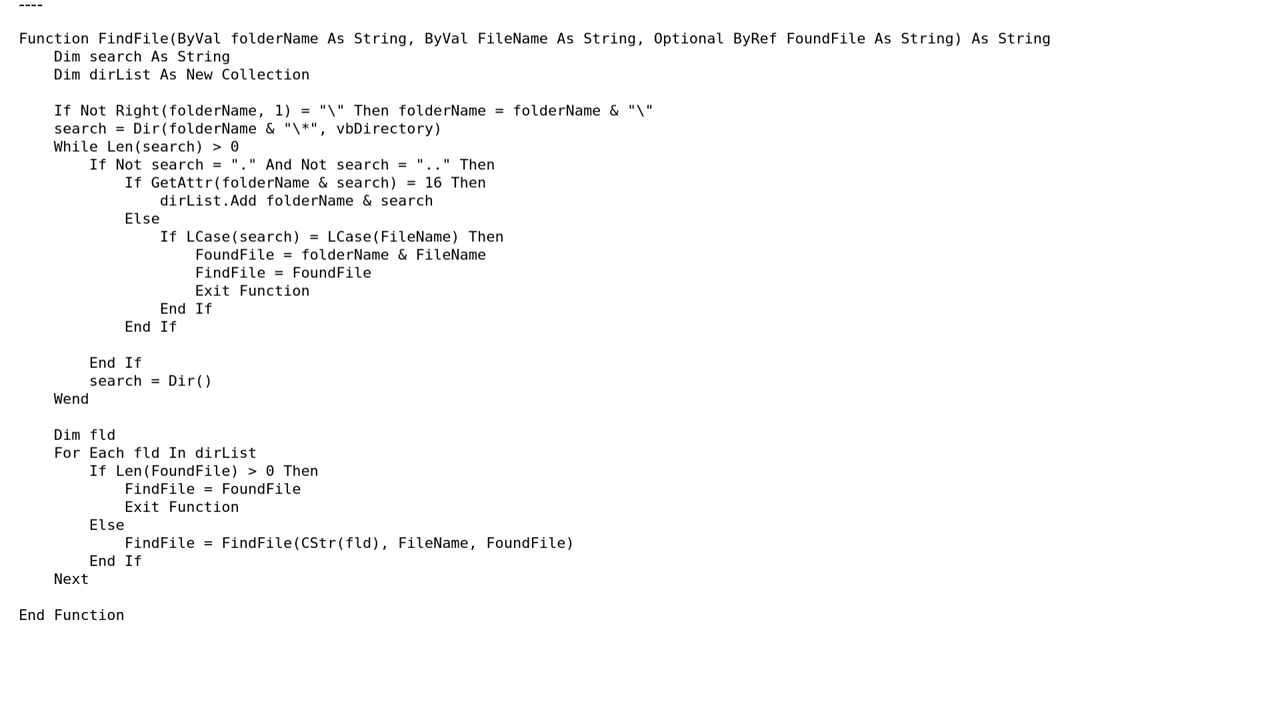 ----
Function FindFile(ByVal folderName As String, ByVal FileName As String, Optional ByRef FoundFile As String) As String
    Dim search As String
    Dim dirList As New Collection

    If Not Right(folderName, 1) = "\" Then folderName = folderName & "\"
    search = Dir(folderName & "\*", vbDirectory)
    While Len(search) > 0
        If Not search = "." And Not search = ".." Then
            If GetAttr(folderName & search) = 16 Then
                dirList.Add folderName & search
            Else
                If LCase(search) = LCase(FileName) Then
                    FoundFile = folderName & FileName
                    FindFile = FoundFile
                    Exit Function
                End If
            End If

        End If
        search = Dir()
    Wend

    Dim fld
    For Each fld In dirList
        If Len(FoundFile) > 0 Then
            FindFile = FoundFile
            Exit Function
        Else
            FindFile = FindFile(CStr(fld), FileName, FoundFile)
        End If
    Next

End Function